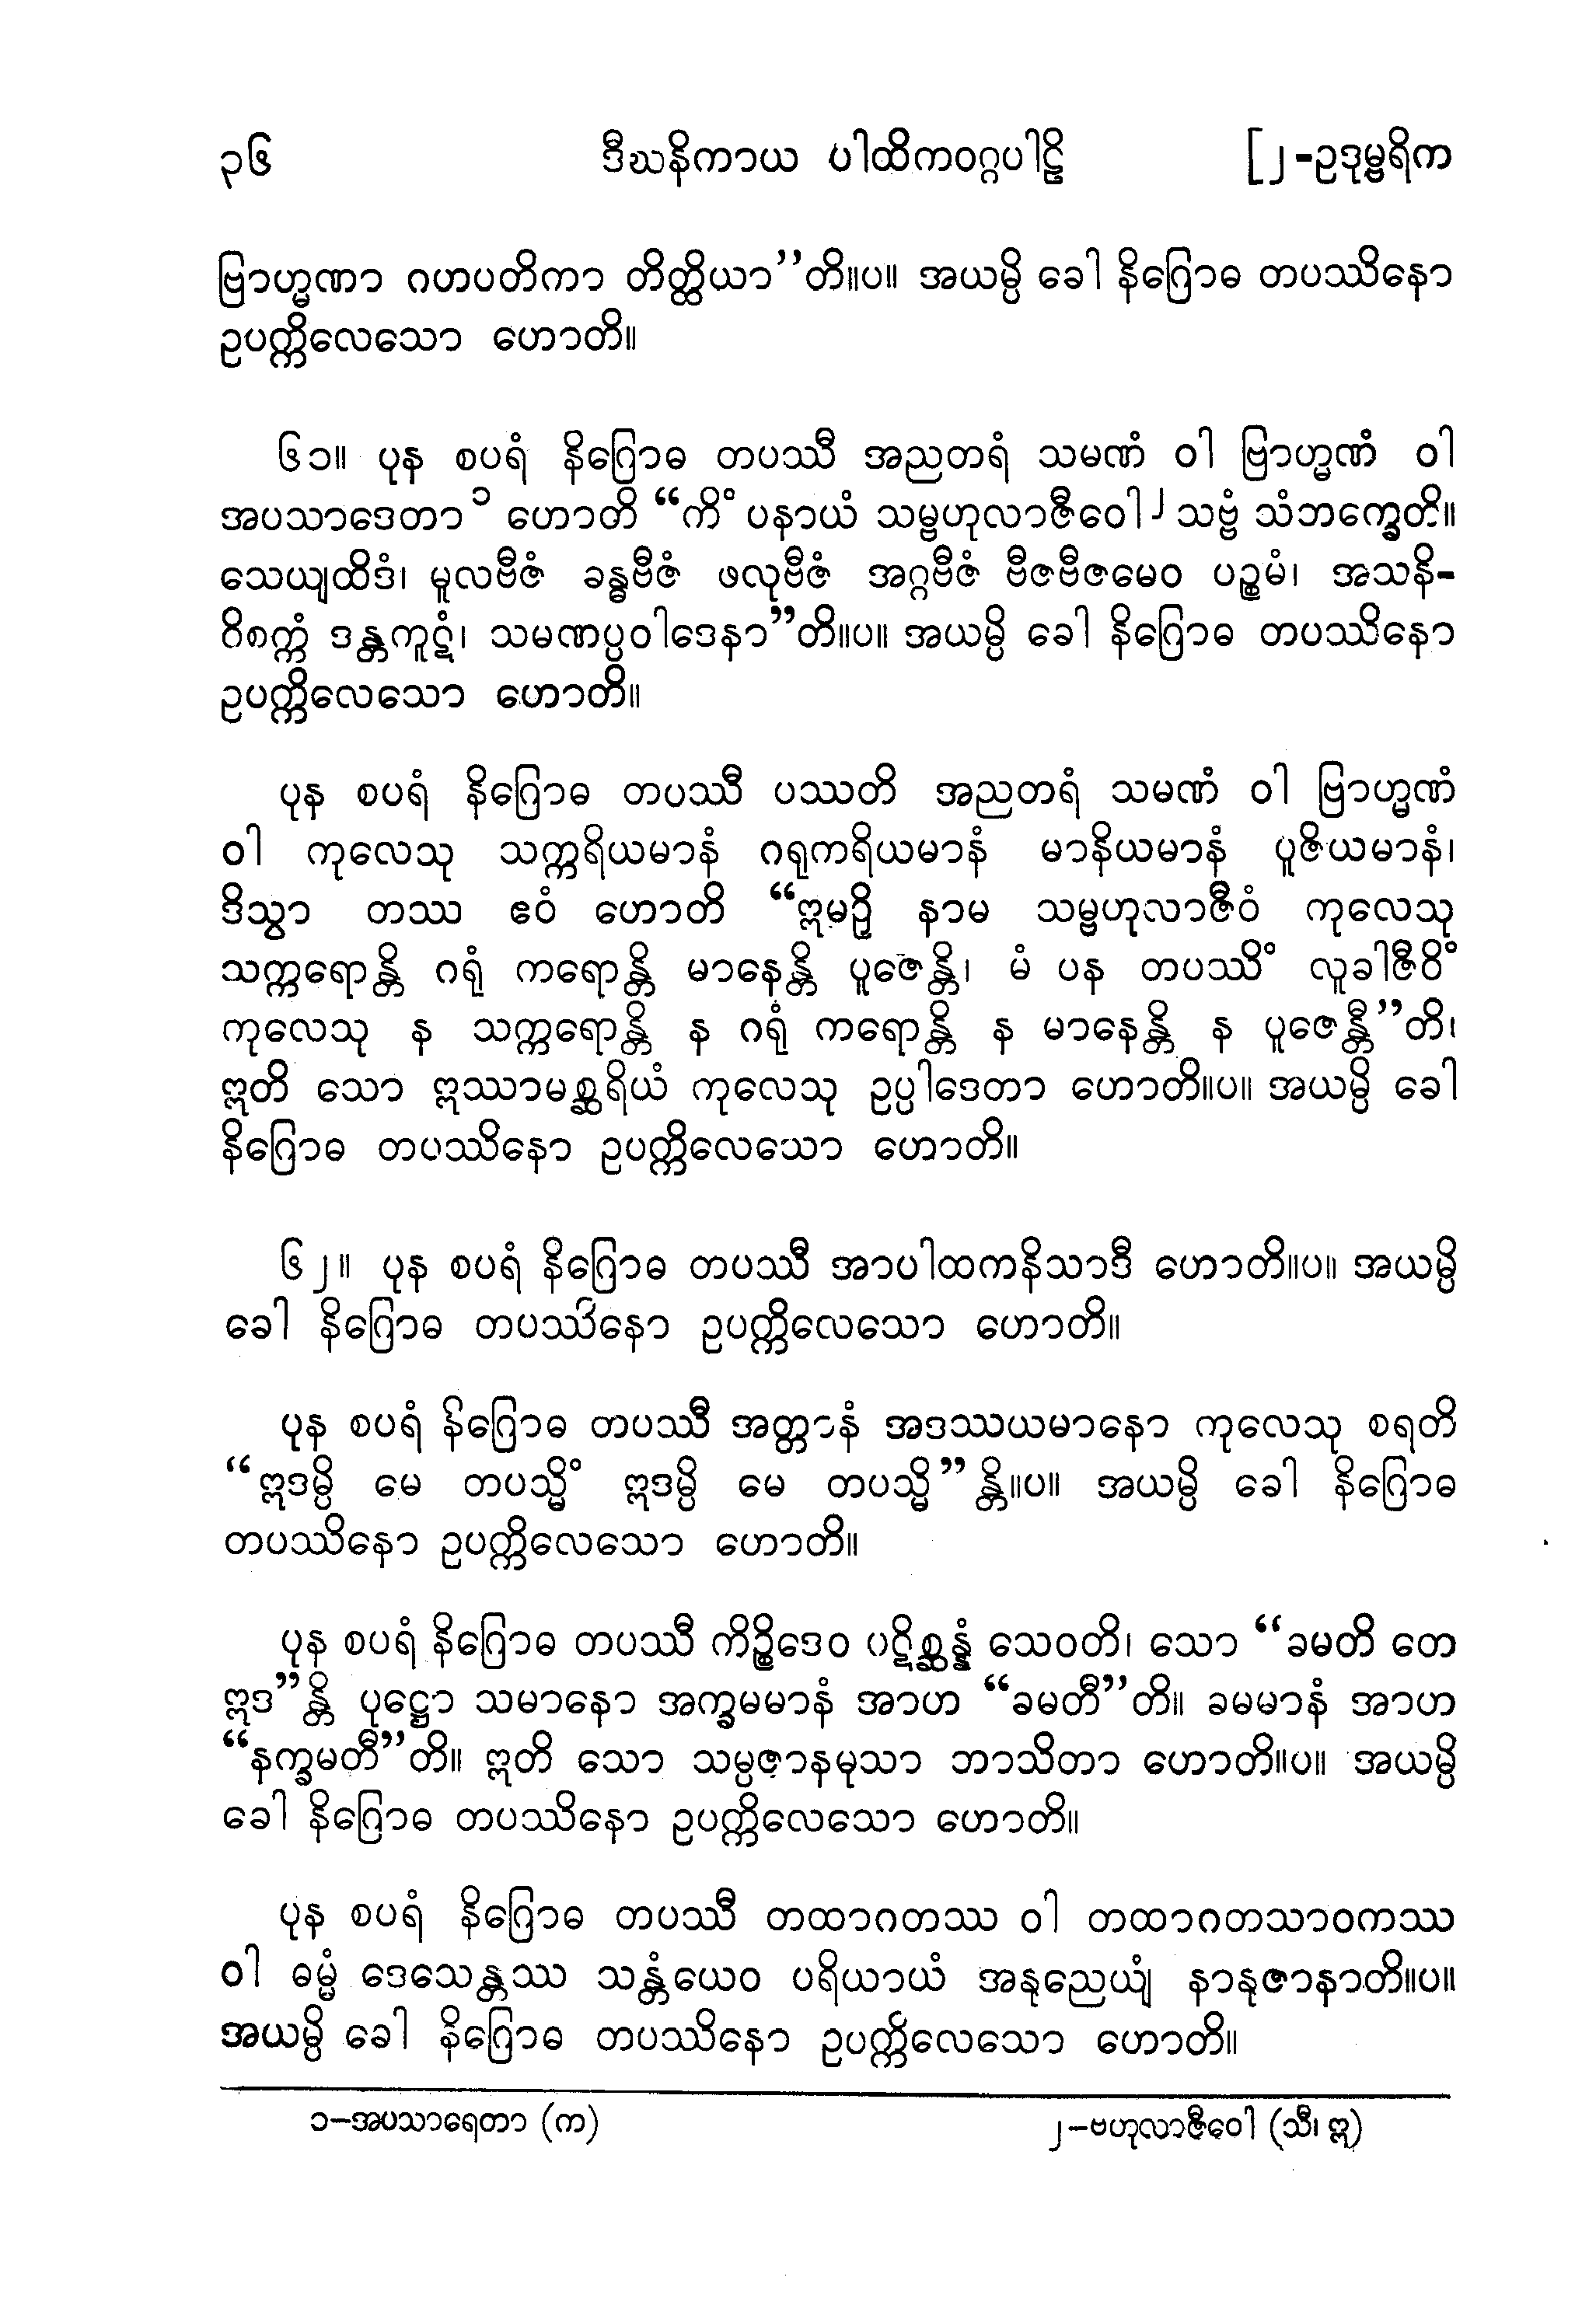 ၃၆ ဒီဃနိကာယ ပါထိကဝဂ္ဂပါဠိ [၂-ဥဒုမ္ဗရိက
ဗြာဟ္မဏာ ဂဟပတိကာ တိတ္ထိယာ’’တိ။ပ။ အယမ္ပိ ခေါ နိဂြောဓ တပဿိနော
ဥပက္ကိလေသော ဟောတိ။
၆၁။ ပုန စပရံ နိဂြောဓ တပဿီ အညတရံ သမဏံ ဝါ ဗြာဟ္မဏံ ဝါ
အပသာဒေတာ ၁ ဟောတိ “ကိံ ပနာယံ သမ္ဗဟုလာဇီဝေါ ၂ သဗ္ဗံ သံဘက္ခေတိ။
သေယျထိဒံ၊ မူလဗီဇံ ခန္ဓဗီဇံ ဖလုဗီဇံ အဂ္ဂဗီဇံ ဗီဇဗီဇမေဝ ပဉ္စမံ၊ အသနိ-
ဝိစက္ကံ ဒန္တကူဋံ၊ သမဏပ္ပဝါဒေနာ”တိ။ပ။ အယမ္ပိ ခေါ နိဂြောဓ တပဿိနော
ဥပက္ကိလေသော ဟောတိ။
ပုန စပရံ နိဂြောဓ တပဿီ ပဿတိ အညတရံ သမဏံ ဝါ ဗြာဟ္မဏံ
ဝါ ကုလေသု သက္ကရိယမာနံ ဂရုကရိယမာနံ မာနိယမာနံ ပူဇိယမာနံ၊
ဒိသွာ တဿ ဧဝံ ဟောတိ “ဣမဉှိ နာမ သမ္ဗဟုလာဇီဝံ ကုလေသု
သက္ကရောန္တိ ဂရုံ ကရောန္တိ မာနေန္တိ ပူဇေန္တိ၊ မံ ပန တပဿိံ လူခါဇီဝိံ
ကုလေသု န သက္ကရောန္တိ န ဂရုံ ကရောန္တိ န မာနေန္တိ န ပူဇေန္တီ”တိ၊
ဣတိ သော ဣဿာမစ္ဆရိယံ ကုလေသု ဥပ္ပါဒေတာ ဟောတိ။ပ။ အယမ္ပိ ခေါ
နိဂြောဓ တပဿိနော ဥပက္ကိလေသော ဟောတိ။
၆၂။ ပုန စပရံ နိဂြောဓ တပဿီ အာပါထကနိသာဒီ ဟောတိ။ပ။ အယမ္ပိ
ခေါ နိဂြောဓ တပဿိနော ဥပက္ကိလေသော ဟောတိ။
ပုန စပရံ နိဂြောဓ တပဿီ အတ္တာနံ အဒဿယမာနော ကုလေသု စရတိ
“ဣဒမ္ပိ မေ တပသ္မိံ ဣဒမ္ပိ မေ တပသ္မိ”န္တိ။ပ။ အယမ္ပိ ခေါ နိဂြောဓ
တပဿိနော ဥပက္ကိလေသော ဟောတိ။
ပုန စပရံ နိဂြောဓ တပဿီ ကိဉ္စိဒေဝ ပဋိစ္ဆန္နံ သေဝတိ၊ သော “ခမတိ တေ
ဣဒ”န္တိ ပုဋ္ဌော သမာနော အက္ခမမာနံ အာဟ “ခမတီ”တိ။ ခမမာနံ အာဟ
“နက္ခမတီ”တိ။ ဣတိ သော သမ္ပဇာနမုသာ ဘာသိတာ ဟောတိ။ပ။ အယမ္ပိ
ခေါ နိဂြောဓ တပဿိနော ဥပက္ကိလေသော ဟောတိ။
ပုန စပရံ နိဂြောဓ တပဿီ တထာဂတဿ ဝါ တထာဂတသာဝကဿ
ဝါ ဓမ္မံ ဒေသေန္တဿ သန္တံယေဝ ပရိယာယံ အနုညေယျံ နာနုဇာနာတိ။ပ။
အယမ္ပိ ခေါ နိဂြောဓ တပဿိနော ဥပက္ကိလေသော ဟောတိ။
၁–အပသာရေတာ (က) ၂–ဗဟုလာဇီဝေါ (သီ၊ ဣ)